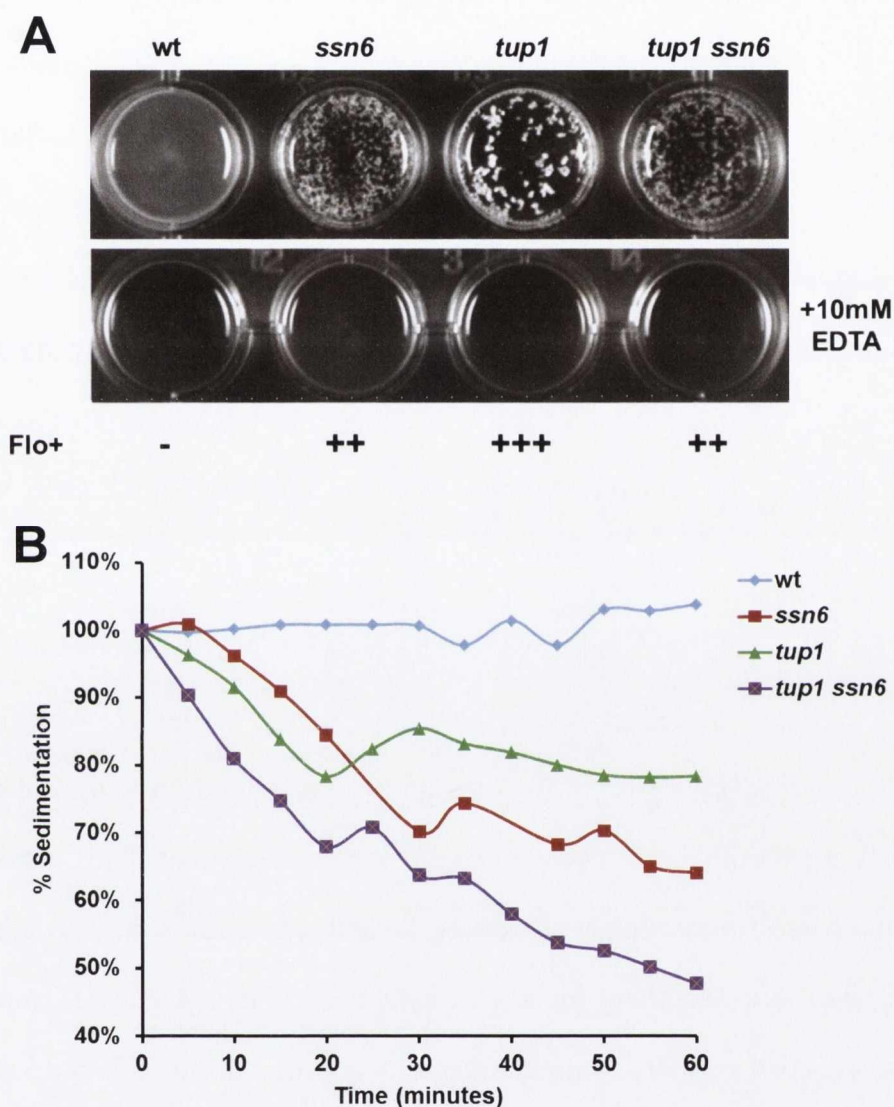 A
wt ssn6 tup1 tup1 ssn6
+10mM
EDTA
Flo+ - ++ +++ ++
B
110%
100%
90%
80%
70%
60%
50%
40%
% Sedimentation
0 10 20 30 40 50 60
Time (minutes)
wt
ssn6
tup1
tup1 ssn6